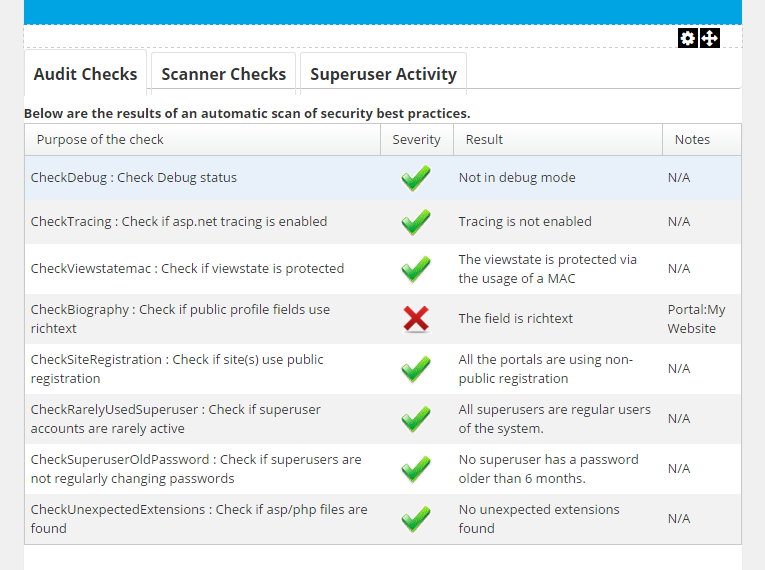 Audit Checks Scanner Checks Superuser Activity
Below are the results of an automatic scan of security best practices.
Purpose of the check Severity Result Notes
CheckDebug : Check Debug status Not in debug mode N/A
CheckTracing : Check if asp.net tracing is enabled Tracing is not enabled N/A
CheckViewstatemac : Check if viewstate is protected The viewstate is protected via
the usage of a MAC N/A
CheckBiography : Check if public profile fields use
richtext The field is richtext Portal:My
Website
CheckSiteRegistration : Check if site(s) use public
registration All the portals are using non-
public registration N/A
CheckRarelyUsedSuperuser : Check if superuser
accounts are rarely active All superusers are regular users
of the system. N/A
CheckSuperuserOldPassword : Check if superusers are
not regularly changing passwords No superuser has a password
older than 6 months. N/A
CheckUnexpectedExtensions : Check if asp/php files are
found No unexpected extensions
found N/A